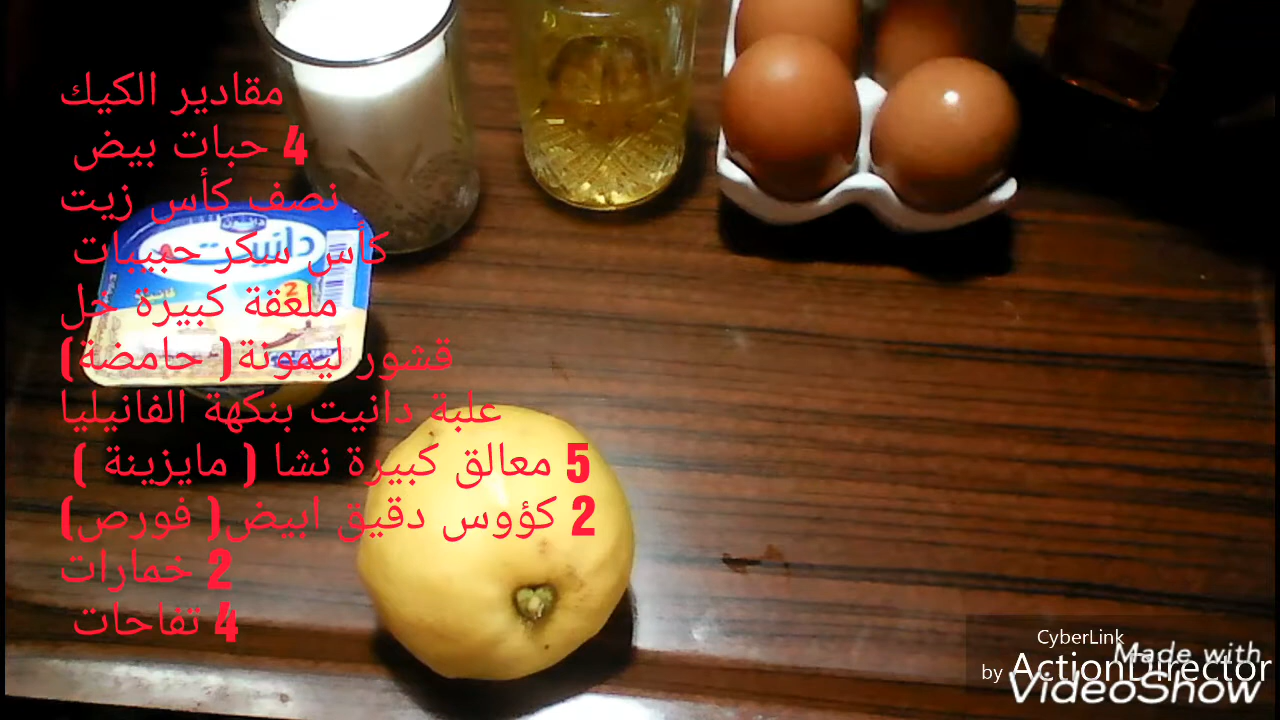 مقادير الكيك
4 حبات بيض
نصف كأس زيت
كأس سكر حبيبات
ملعقة كبيرة خل
قشور ليمونة( حامضة)
علبة دانيت بنكهة الفانيليا
5 معالق كبيرة نشا ( مايزينة )
2 كؤوس دقيق ابيض( فورص)
2 خمارات
4 تفاحات
دانيت
2
CyberLink
by ActionDirector
Made with
VideoShow